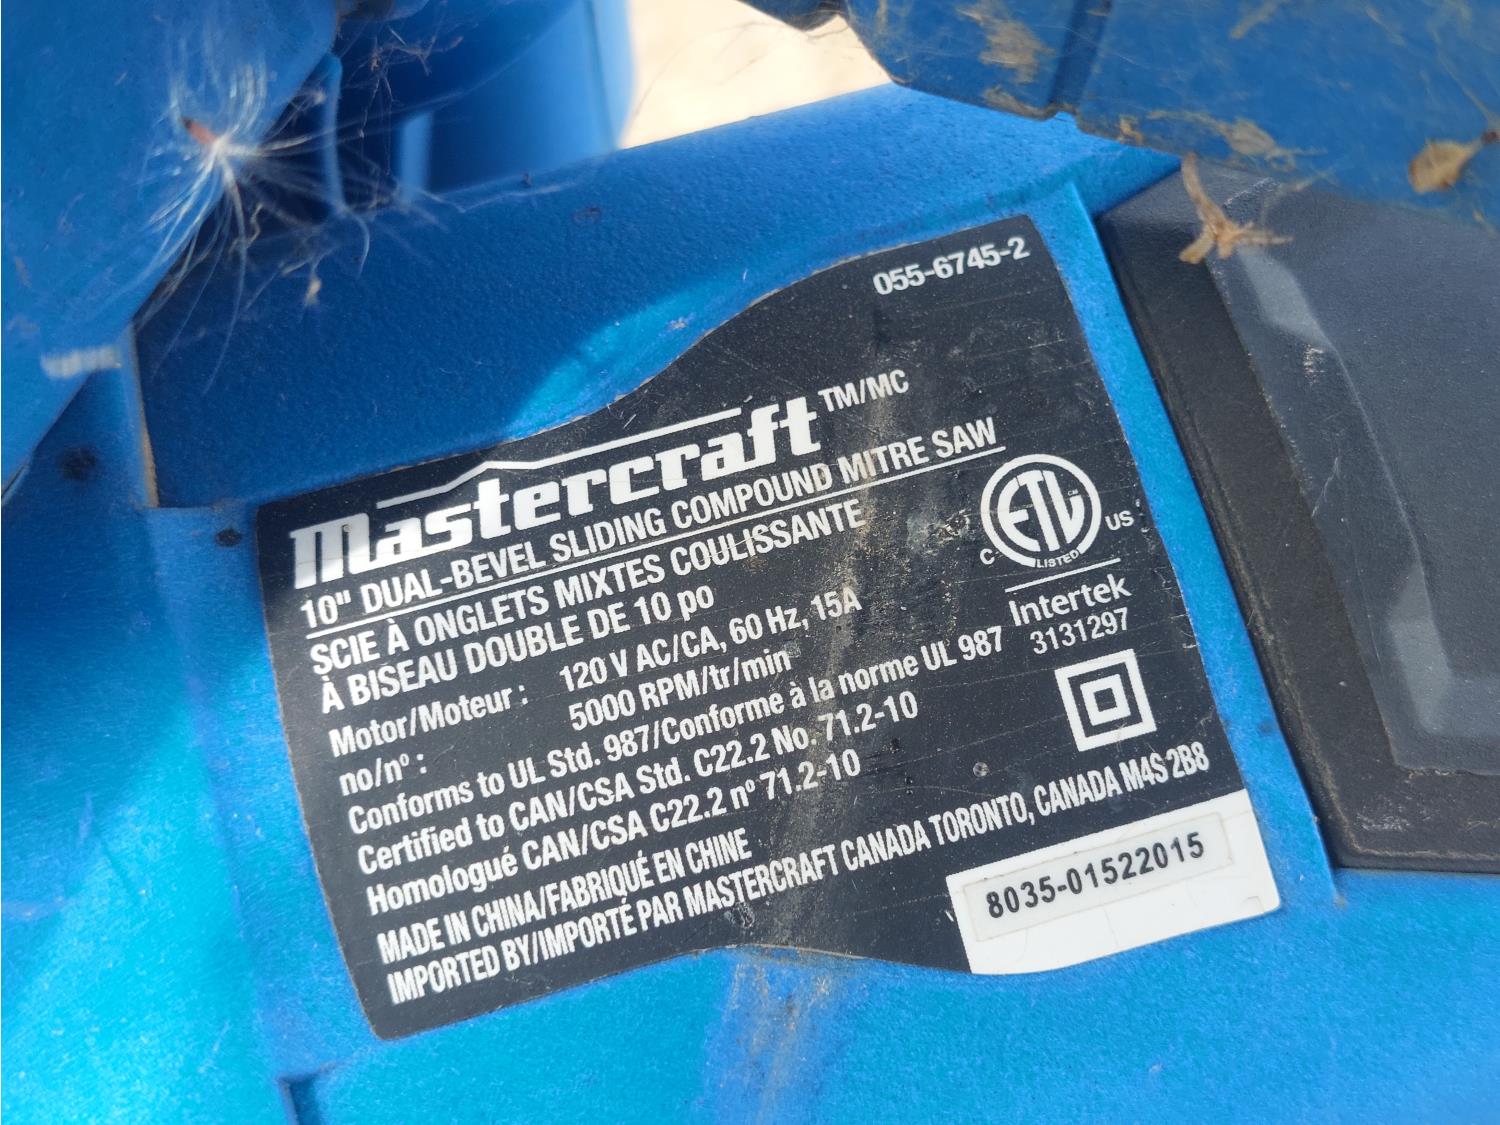 055-6745-2
Mastercraft TM/MC
10" DUAL-BEVEL SLIDING COMPOUND MITRE SAW
SCIE À ONGLETS MIXTES COULISSANTE
À BISEAU DOUBLE DE 10 po
Motor/Moteur : 120 V AC/CA, 60 Hz, 15A
no/nº : 5000 RPM/tr/min
Conforms to UL Std. 987/Conforme à la norme UL 987
Certified to CAN/CSA Std. C22.2 No. 71.2-10
Homologué CAN/CSA C22.2 nº 71.2-10
MADE IN CHINA/FABRIQUÉ EN CHINE
IMPORTED BY/IMPORTÉ PAR MASTERCRAFT CANADA TORONTO, CANADA M4S 2B8
ETL CM
C US
LISTED
Intertek
3131297
8035-01522015